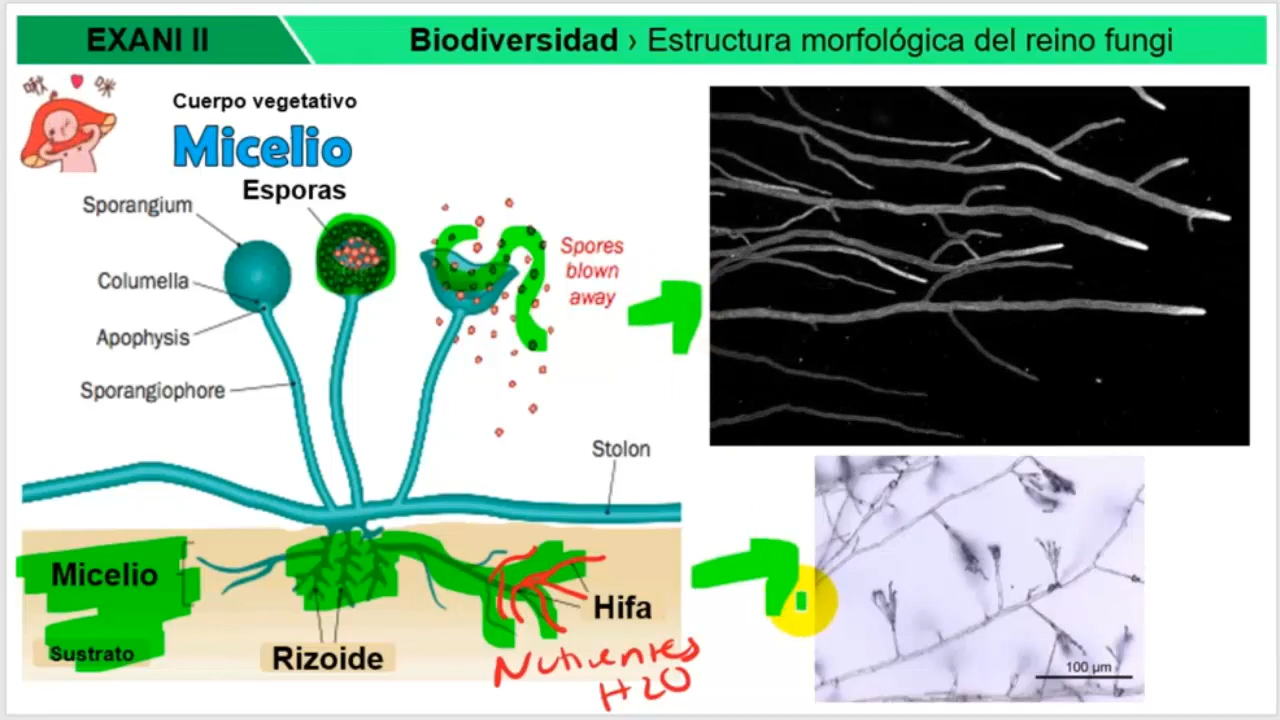 EXANI II
Biodiversidad › Estructura morfológica del reino fungi
Cuerpo vegetativo
Micelio
Esporas
Sporangium
Columella
Apophysis
Sporangiophore
Spores
blown
away
Stolon
Micelio
Sustrato
Rizoide
Hifa
Nutrientes
H2O
100 µm